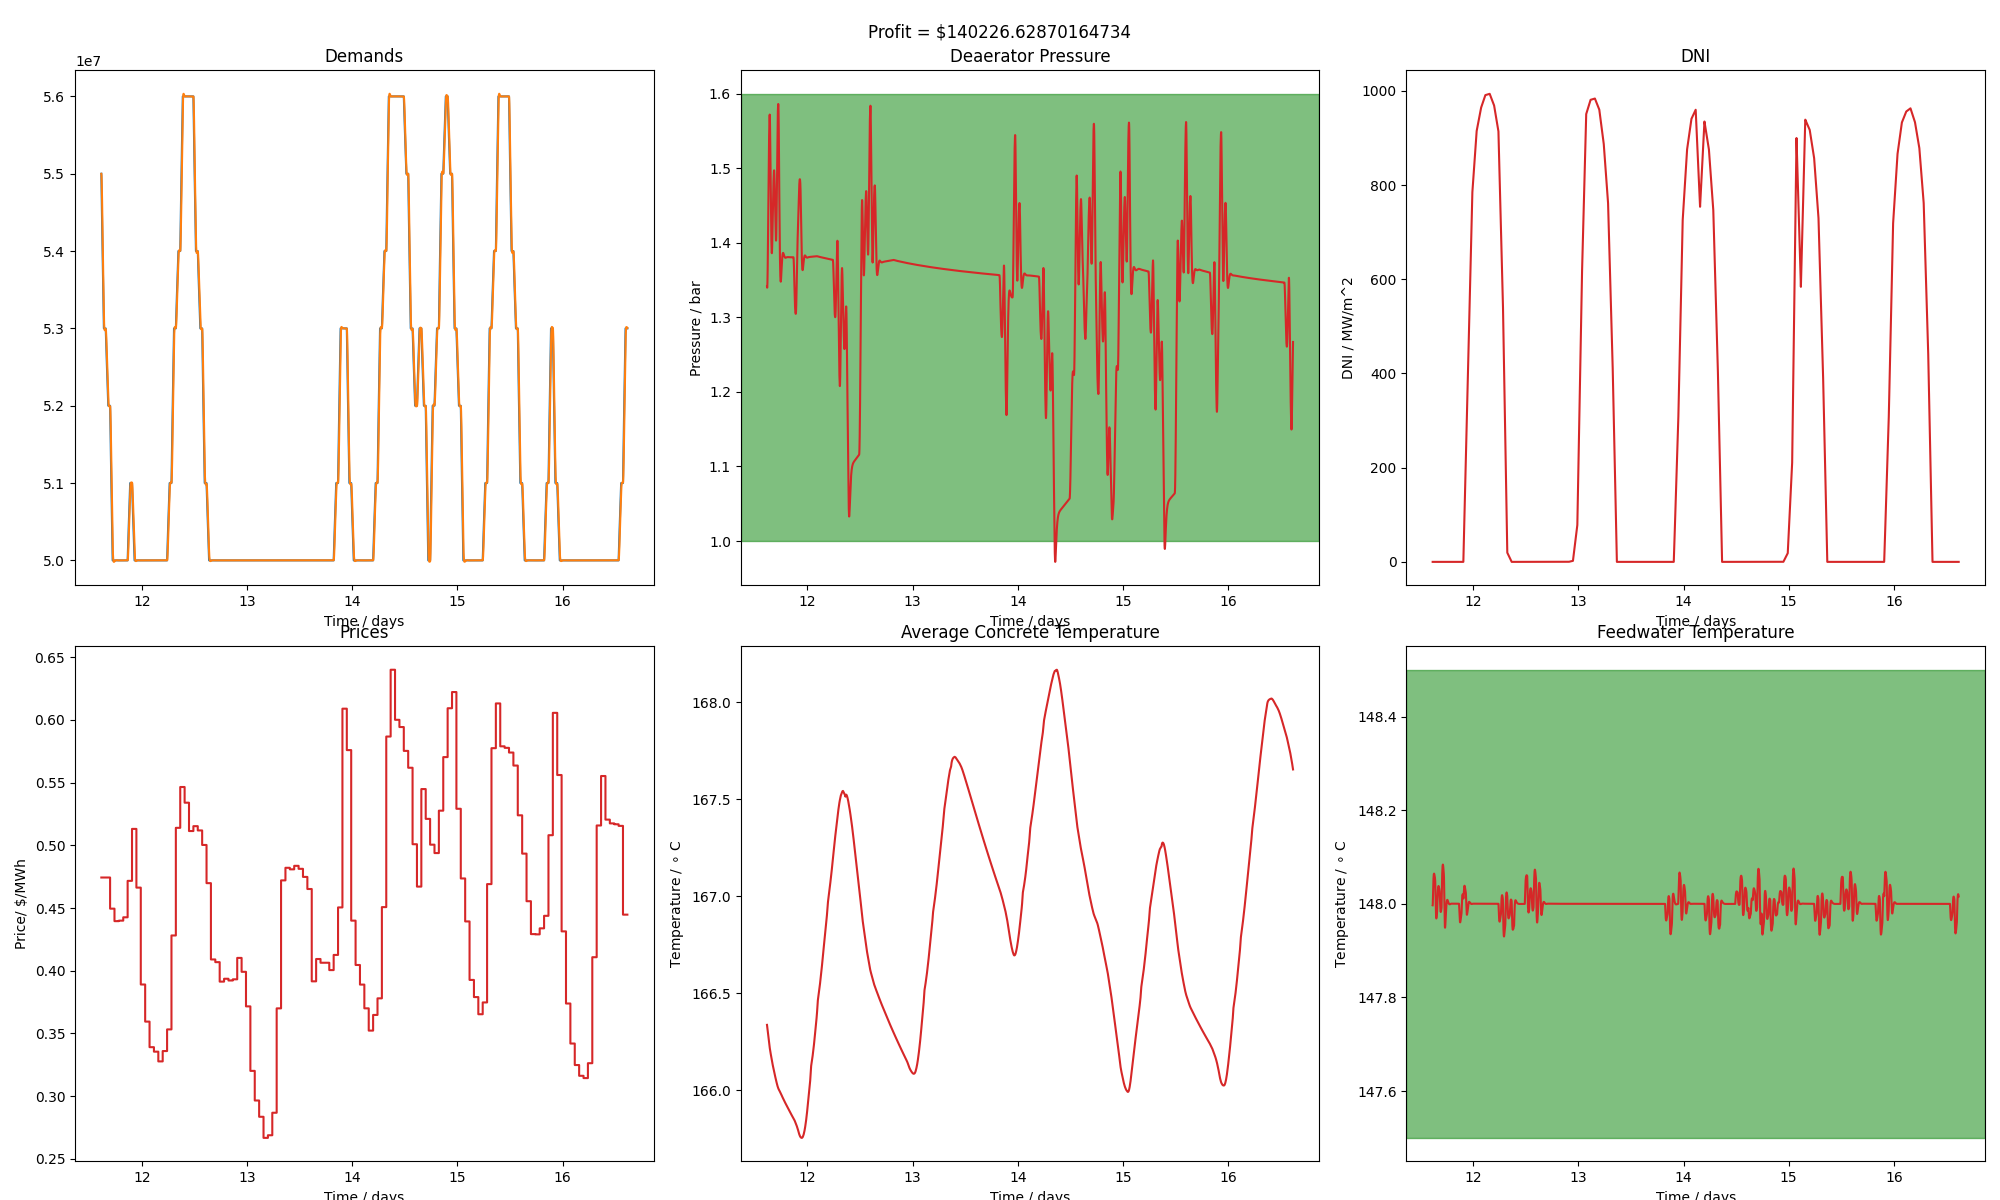 Profit = $140226.62870164734
Demands
1e7
5.6
5.5
5.4
5.3
5.2
5.1
5.0
12 13 14 15 16
Time / days
Deaerator Pressure
Pressure / bar
1.6
1.5
1.4
1.3
1.2
1.1
1.0
12 13 14 15 16
Time / days
DNI
DNI / MW/m^2
1000
800
600
400
200
0
12 13 14 15 16
Time / days
Prices
Price/ $/MWh
0.65
0.60
0.55
0.50
0.45
0.40
0.35
0.30
0.25
12 13 14 15 16
Time / days
Average Concrete Temperature
Temperature / ∘ C
168.0
167.5
167.0
166.5
166.0
12 13 14 15 16
Time / days
Feedwater Temperature
Temperature / ∘ C
148.4
148.2
148.0
147.8
147.6
12 13 14 15 16
Time / days